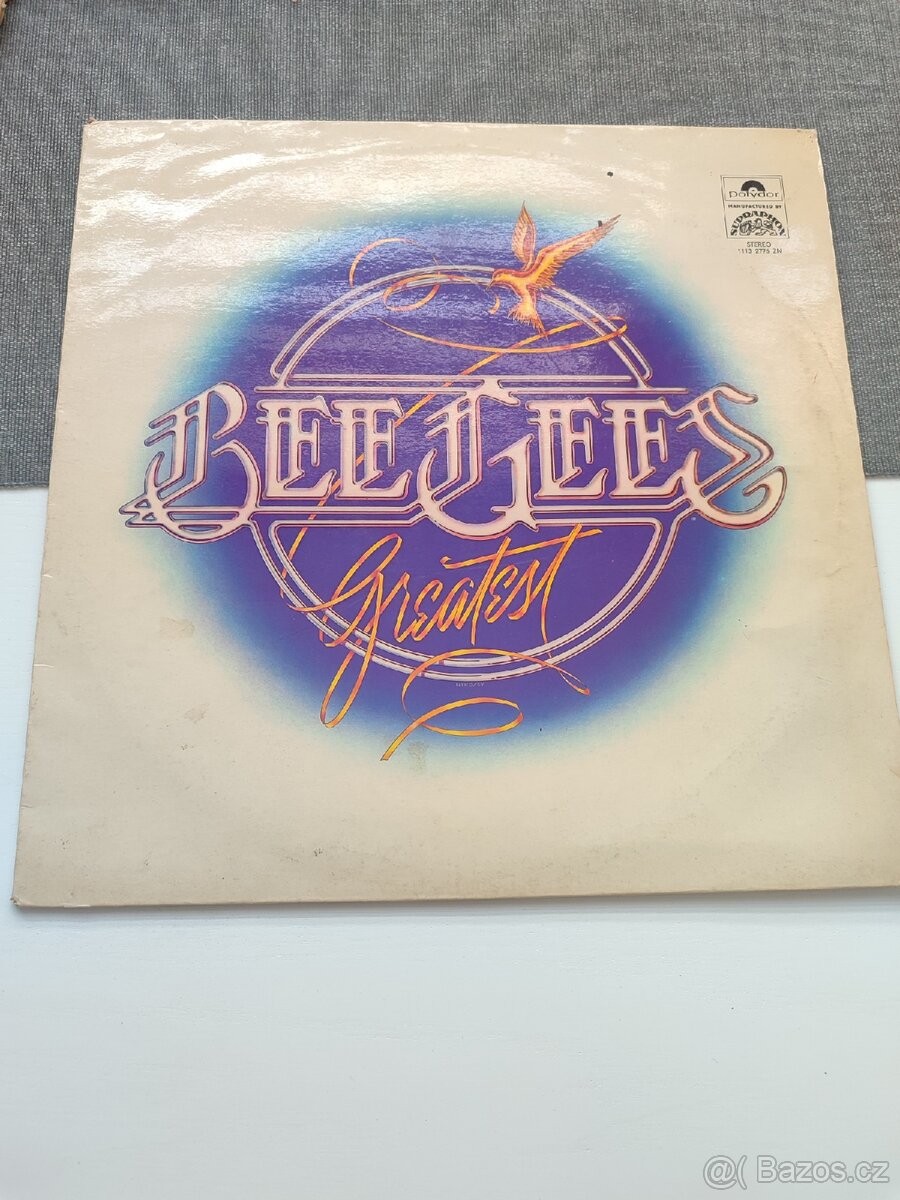 polydor
MANUFACTURED BY
SUPRAPHON
STEREO
1113 2775 ZN
BEE GEES
Greatest
@( Bazos.cz